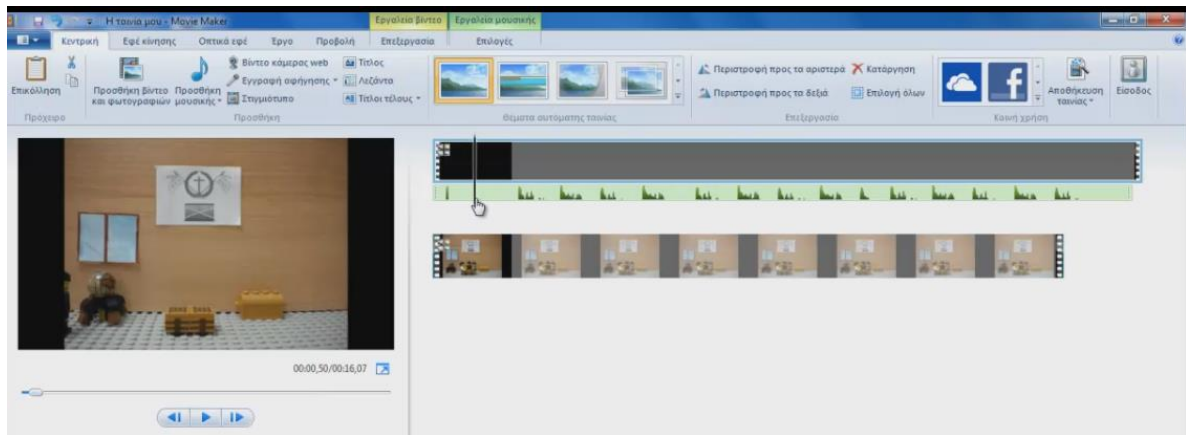 Η ταινία μου - Movie Maker
Εργαλεία βίντεο
Εργαλεία μουσικής
Κεντρική
Εφέ κίνησης
Οπτικά εφέ
Έργο
Προβολή
Επεξεργασία
Επιλογές
Επικόλληση
Προσθήκη βίντεο και φωτογραφιών
Προσθήκη μουσικής
Βίντεο κάμερας web
Εγγραφή αφήγησης
Στιγμιότυπο
Τίτλος
Λεζάντα
Τίτλοι τέλους
Περιστροφή προς τα αριστερά
Περιστροφή προς τα δεξιά
Κατάργηση
Επιλογή όλων
Αποθήκευση ταινίας
Είσοδος
Πρόχειρο
Προσθήκη
Θέματα αυτόματης ταινίας
Επεξεργασία
Κοινή χρήση
00:00,50/00:16,07